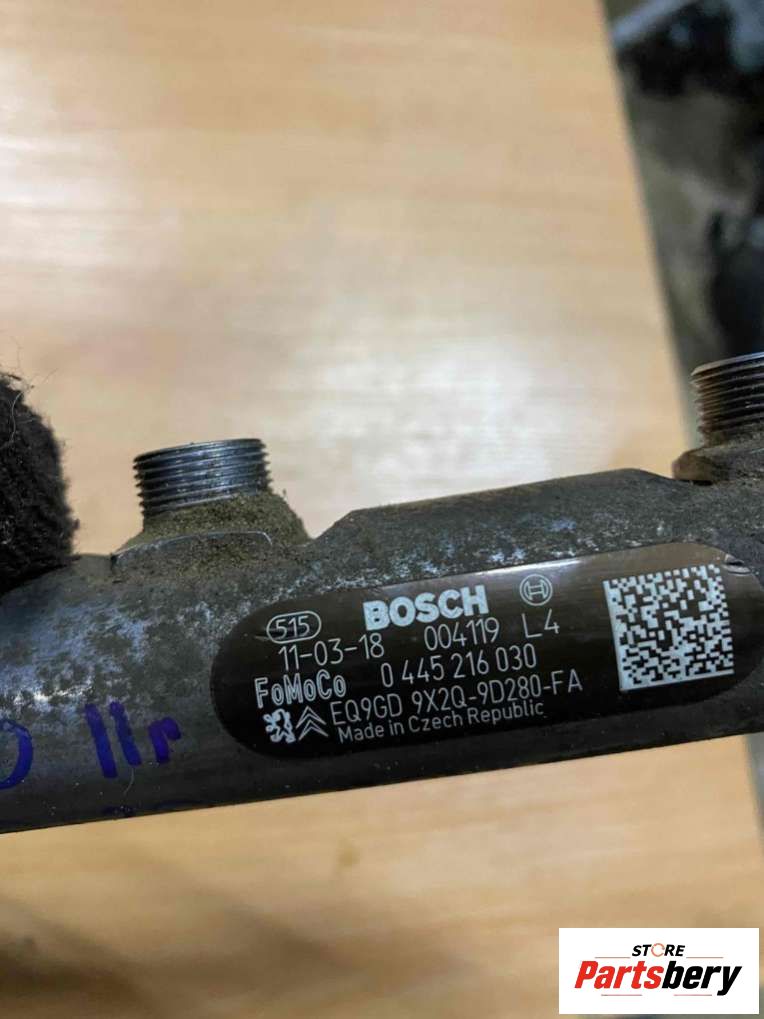 515 BOSCH
11-03-18 004119 L4
FoMoCo 0 445 216 030
EQ9GD 9X2Q-9D280-FA
Made in Czech Republic
11r
STORE
Partsbery